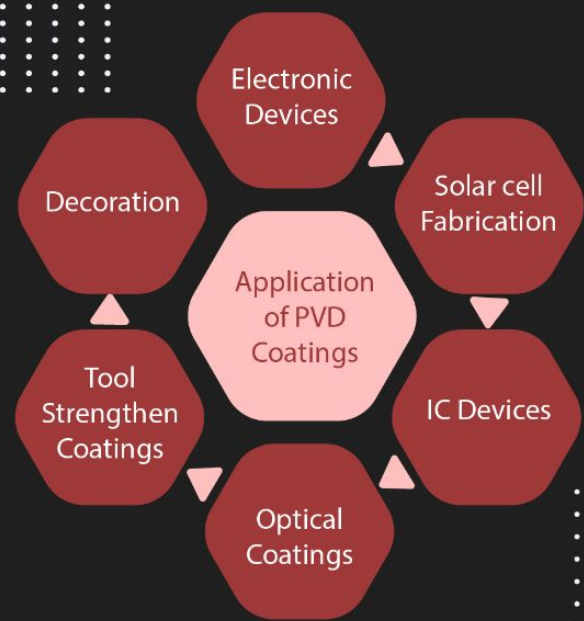 Electronic
Devices
Solar cell
Fabrication
IC Devices
Optical
Coatings
Tool
Strengthen
Coatings
Decoration
Application
of PVD
Coatings